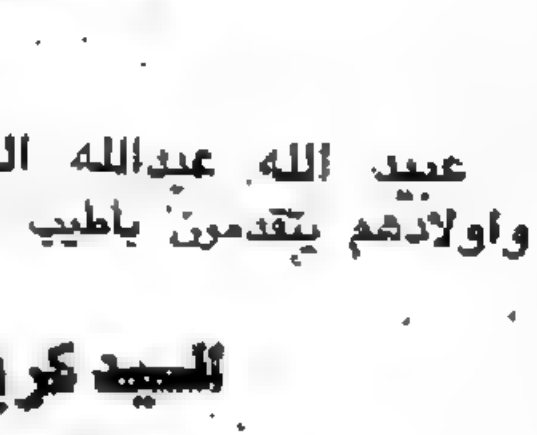 عبيد الله عبدالله
واولادهم يتقدمون باطيب
السيد